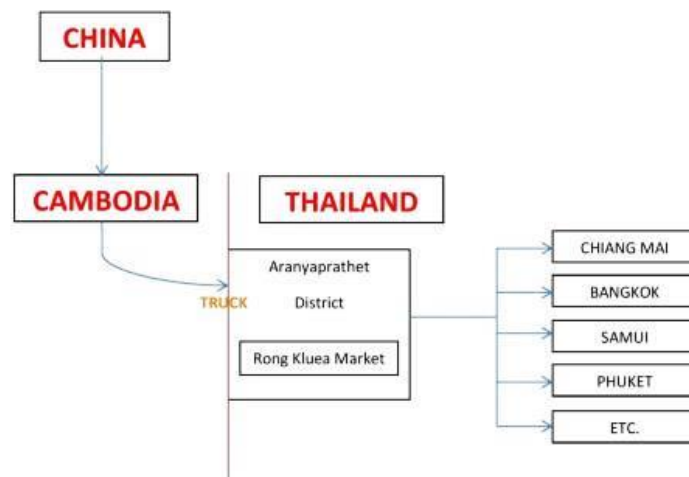 CHINA
CAMBODIA
THAILAND
Aranyaprathet
TRUCK
District
Rong Kluea Market
CHIANG MAI
BANGKOK
SAMUI
PHUKET
ETC.